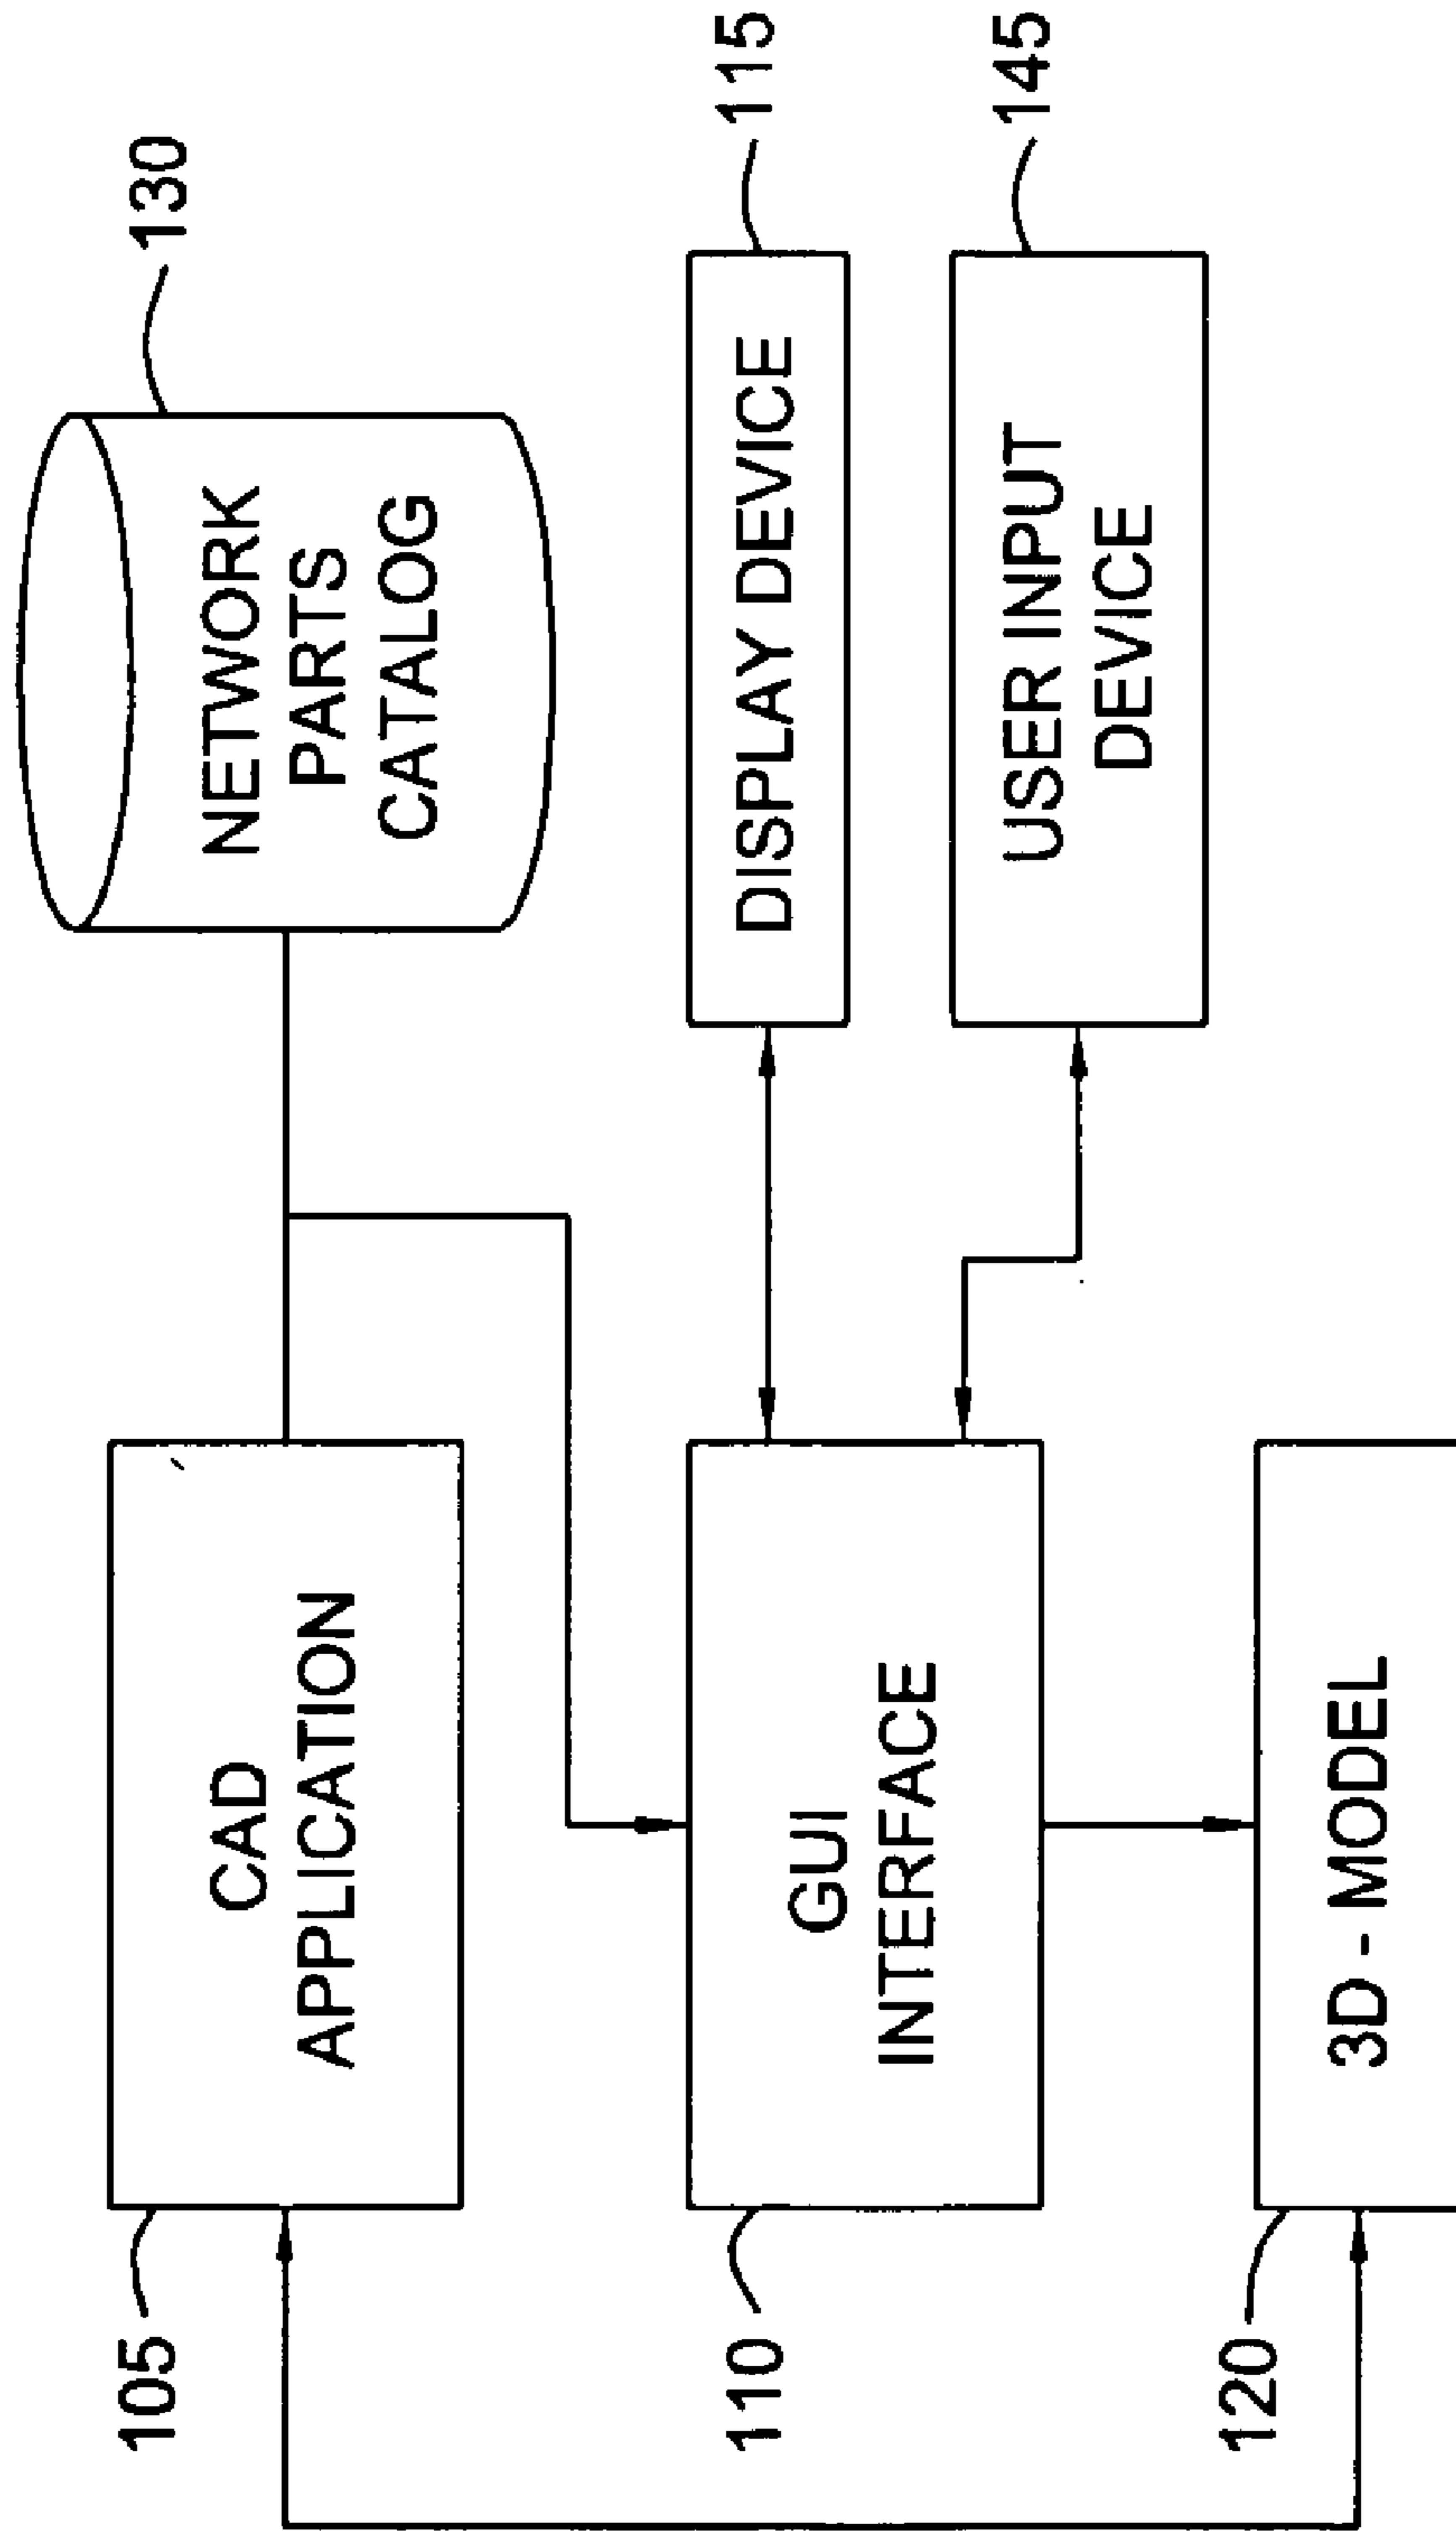 130
NETWORK
PARTS
CATALOG
115
DISPLAY DEVICE
145
USER INPUT
DEVICE
105
CAD
APPLICATION
110
GUI
INTERFACE
120
3D - MODEL